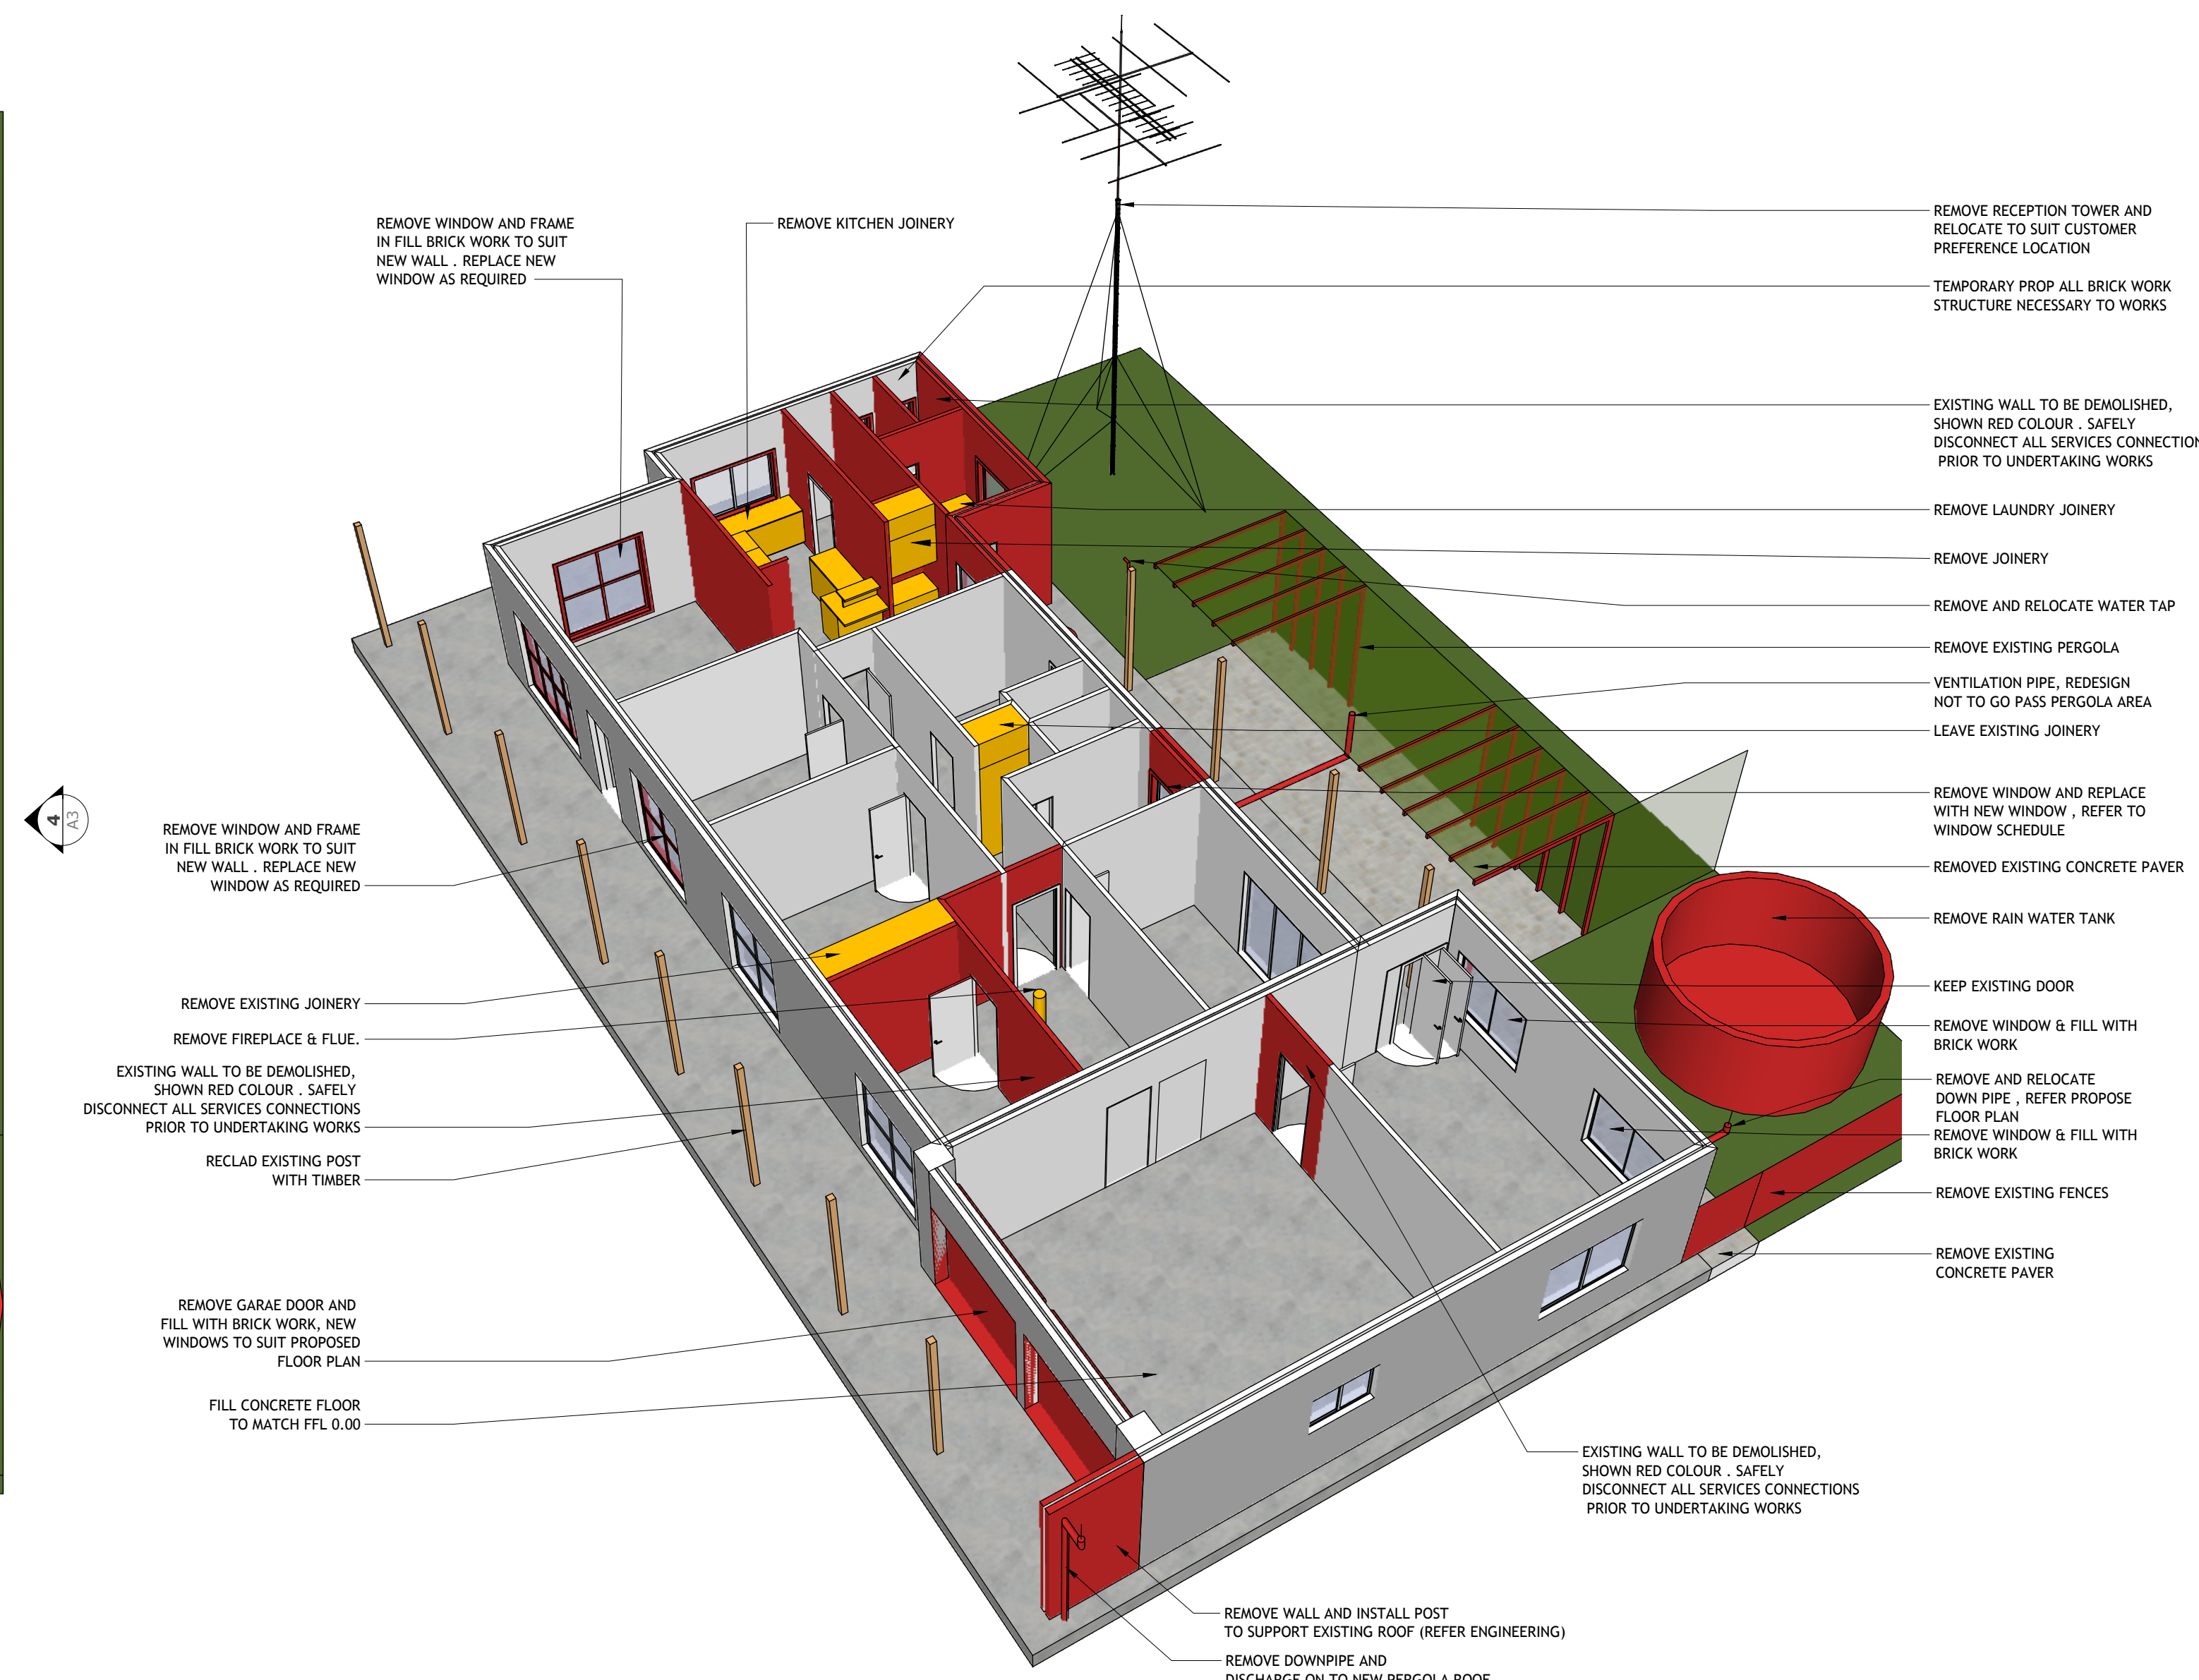 REMOVE WINDOW AND FRAME
IN FILL BRICK WORK TO SUIT
NEW WALL . REPLACE NEW
WINDOW AS REQUIRED
REMOVE KITCHEN JOINERY
REMOVE RECEPTION TOWER AND
RELOCATE TO SUIT CUSTOMER
PREFERENCE LOCATION
TEMPORARY PROP ALL BRICK WORK
STRUCTURE NECESSARY TO WORKS
EXISTING WALL TO BE DEMOLISHED,
SHOWN RED COLOUR . SAFELY
DISCONNECT ALL SERVICES CONNECTION
PRIOR TO UNDERTAKING WORKS
REMOVE LAUNDRY JOINERY
REMOVE JOINERY
REMOVE AND RELOCATE WATER TAP
REMOVE EXISTING PERGOLA
VENTILATION PIPE, REDESIGN
NOT TO GO PASS PERGOLA AREA
LEAVE EXISTING JOINERY
REMOVE WINDOW AND REPLACE
WITH NEW WINDOW , REFER TO
WINDOW SCHEDULE
REMOVED EXISTING CONCRETE PAVER
REMOVE RAIN WATER TANK
KEEP EXISTING DOOR
REMOVE WINDOW & FILL WITH
BRICK WORK
REMOVE AND RELOCATE
DOWN PIPE , REFER PROPOSE
FLOOR PLAN
REMOVE WINDOW & FILL WITH
BRICK WORK
REMOVE EXISTING FENCES
REMOVE EXISTING
CONCRETE PAVER
4
A3
REMOVE WINDOW AND FRAME
IN FILL BRICK WORK TO SUIT
NEW WALL . REPLACE NEW
WINDOW AS REQUIRED
REMOVE EXISTING JOINERY
REMOVE FIREPLACE & FLUE.
EXISTING WALL TO BE DEMOLISHED,
SHOWN RED COLOUR . SAFELY
DISCONNECT ALL SERVICES CONNECTIONS
PRIOR TO UNDERTAKING WORKS
RECLAD EXISTING POST
WITH TIMBER
REMOVE GARAE DOOR AND
FILL WITH BRICK WORK, NEW
WINDOWS TO SUIT PROPOSED
FLOOR PLAN
FILL CONCRETE FLOOR
TO MATCH FFL 0.00
EXISTING WALL TO BE DEMOLISHED,
SHOWN RED COLOUR . SAFELY
DISCONNECT ALL SERVICES CONNECTIONS
PRIOR TO UNDERTAKING WORKS
REMOVE WALL AND INSTALL POST
TO SUPPORT EXISTING ROOF (REFER ENGINEERING)
REMOVE DOWNPIPE AND
DISCHARGE ON TO NEW PERGOLA ROOF